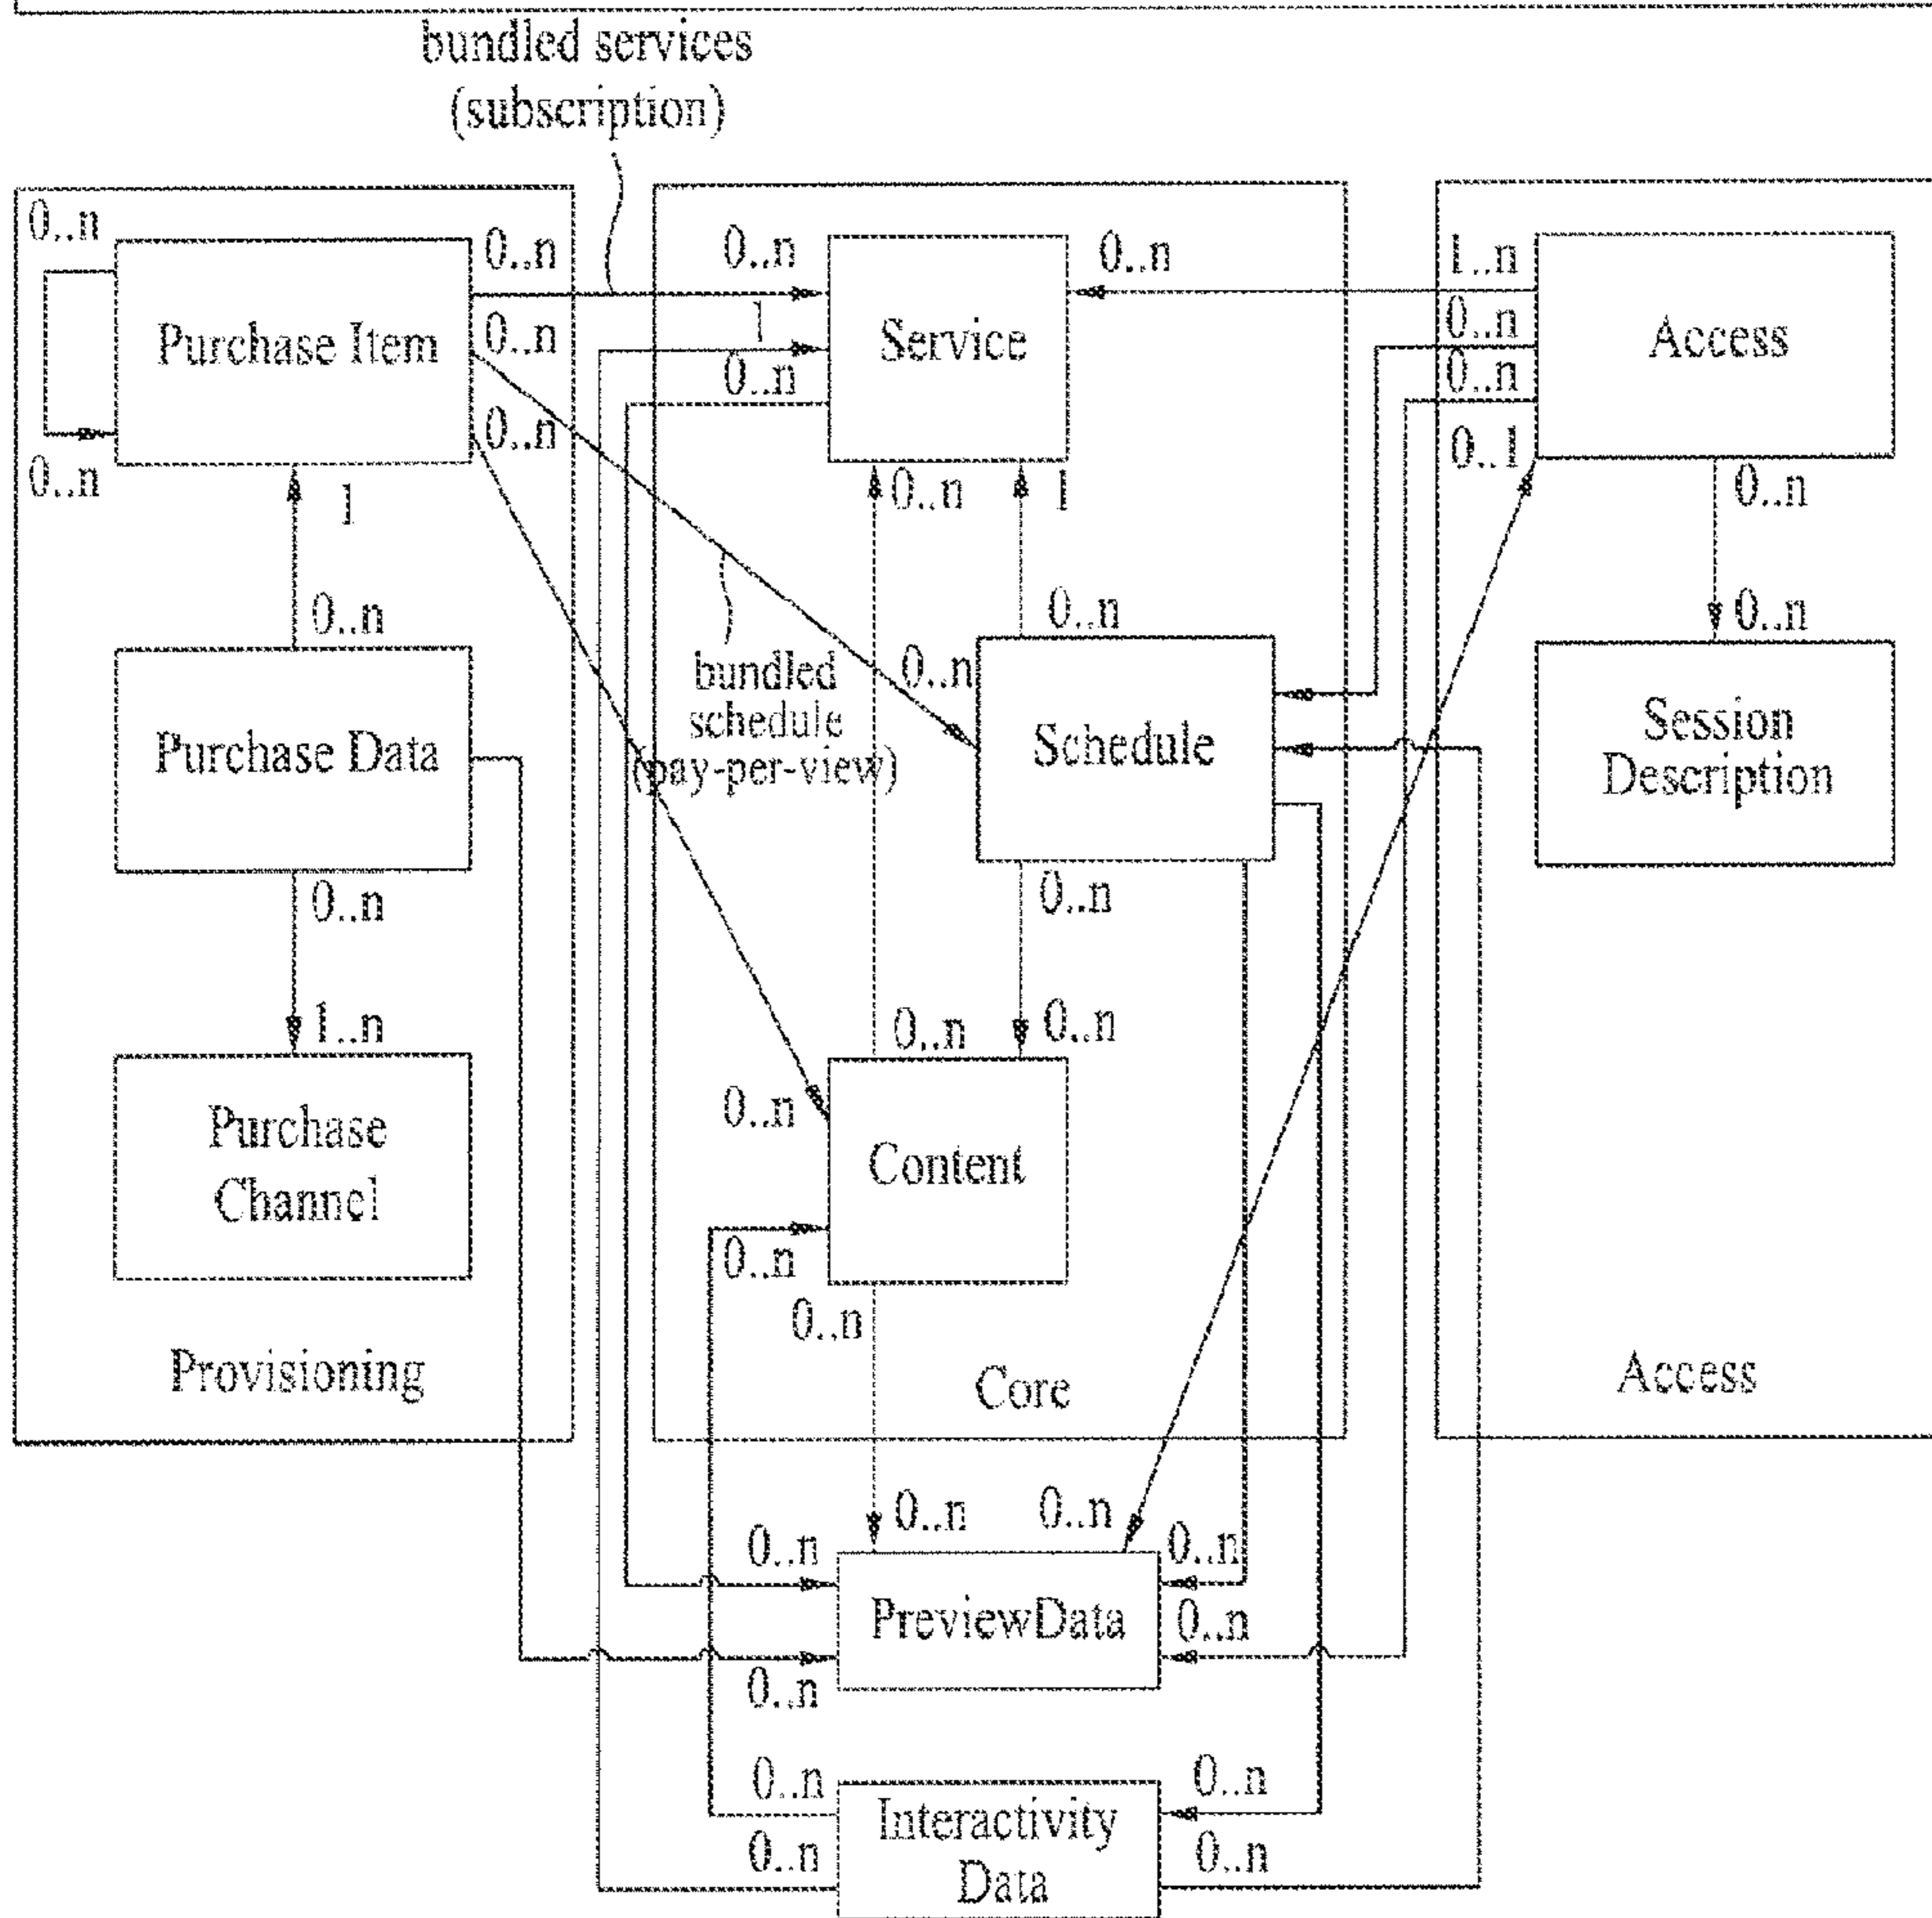 bundled services
(subscription)
0..n
0..n
0..n
0..n
1..n
Purchase Item
0..n
1
Service
0..n
Access
0..n
0..n
0..n
0..n
0..1
0..n
1
0..n
1
0..n
0..n
0..n
0..n
bundled
schedule
(pay-per-view)
0..n
Purchase Data
Schedule
Session
Description
0..n
0..n
1..n
0..n
0..n
Purchase
Channel
0..n
Content
0..n
0..n
Provisioning
Core
Access
0..n
0..n
0..n
0..n
PreviewData
0..n
0..n
0..n
0..n
Interactivity
Data
0..n
0..n